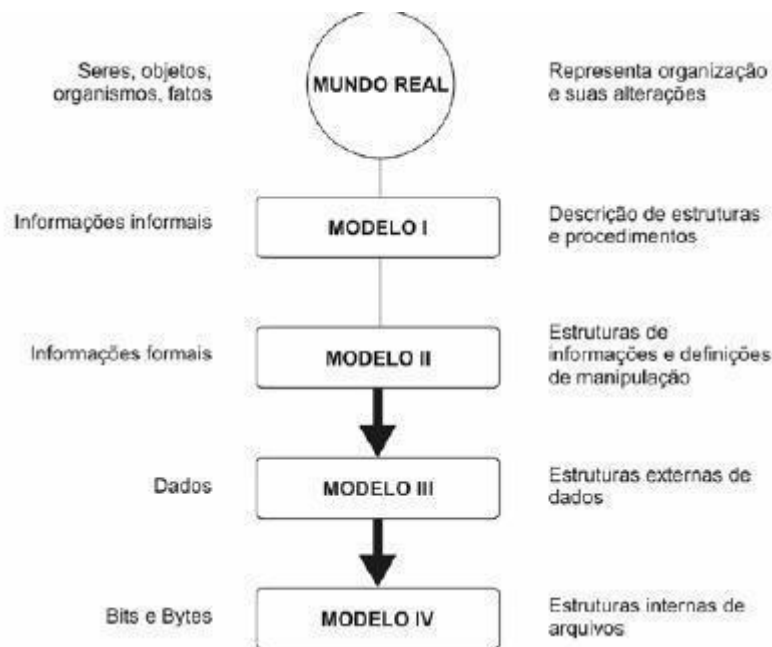 Seres, objetos,
organismos, fatos
MUNDO REAL
Representa organização
e suas alterações
Informações informais
MODELO I
Descrição de estruturas
e procedimentos
Informações formais
MODELO II
Estruturas de
informações e definições
de manipulação
Dados
MODELO III
Estruturas externas de
dados
Bits e Bytes
MODELO IV
Estruturas internas de
arquivos